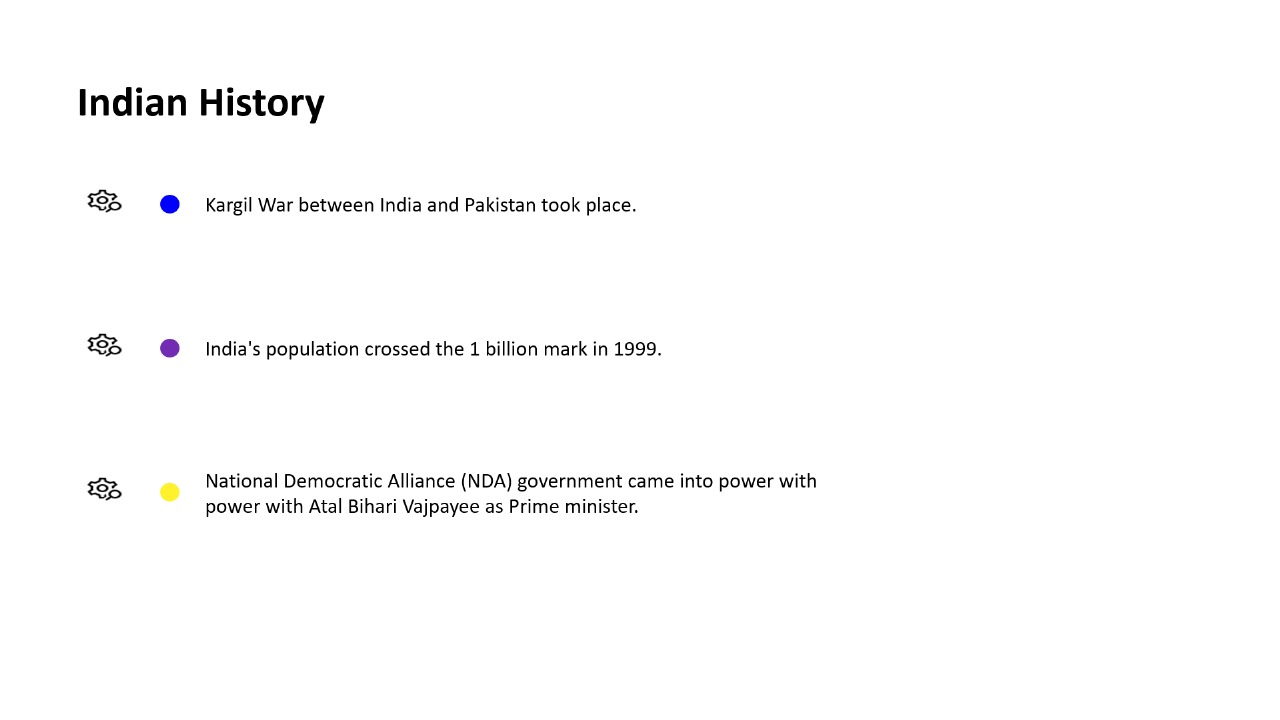 Indian History
Kargil War between India and Pakistan took place.
India's population crossed the 1 billion mark in 1999.
National Democratic Alliance (NDA) government came into power with
power with Atal Bihari Vajpayee as Prime minister.